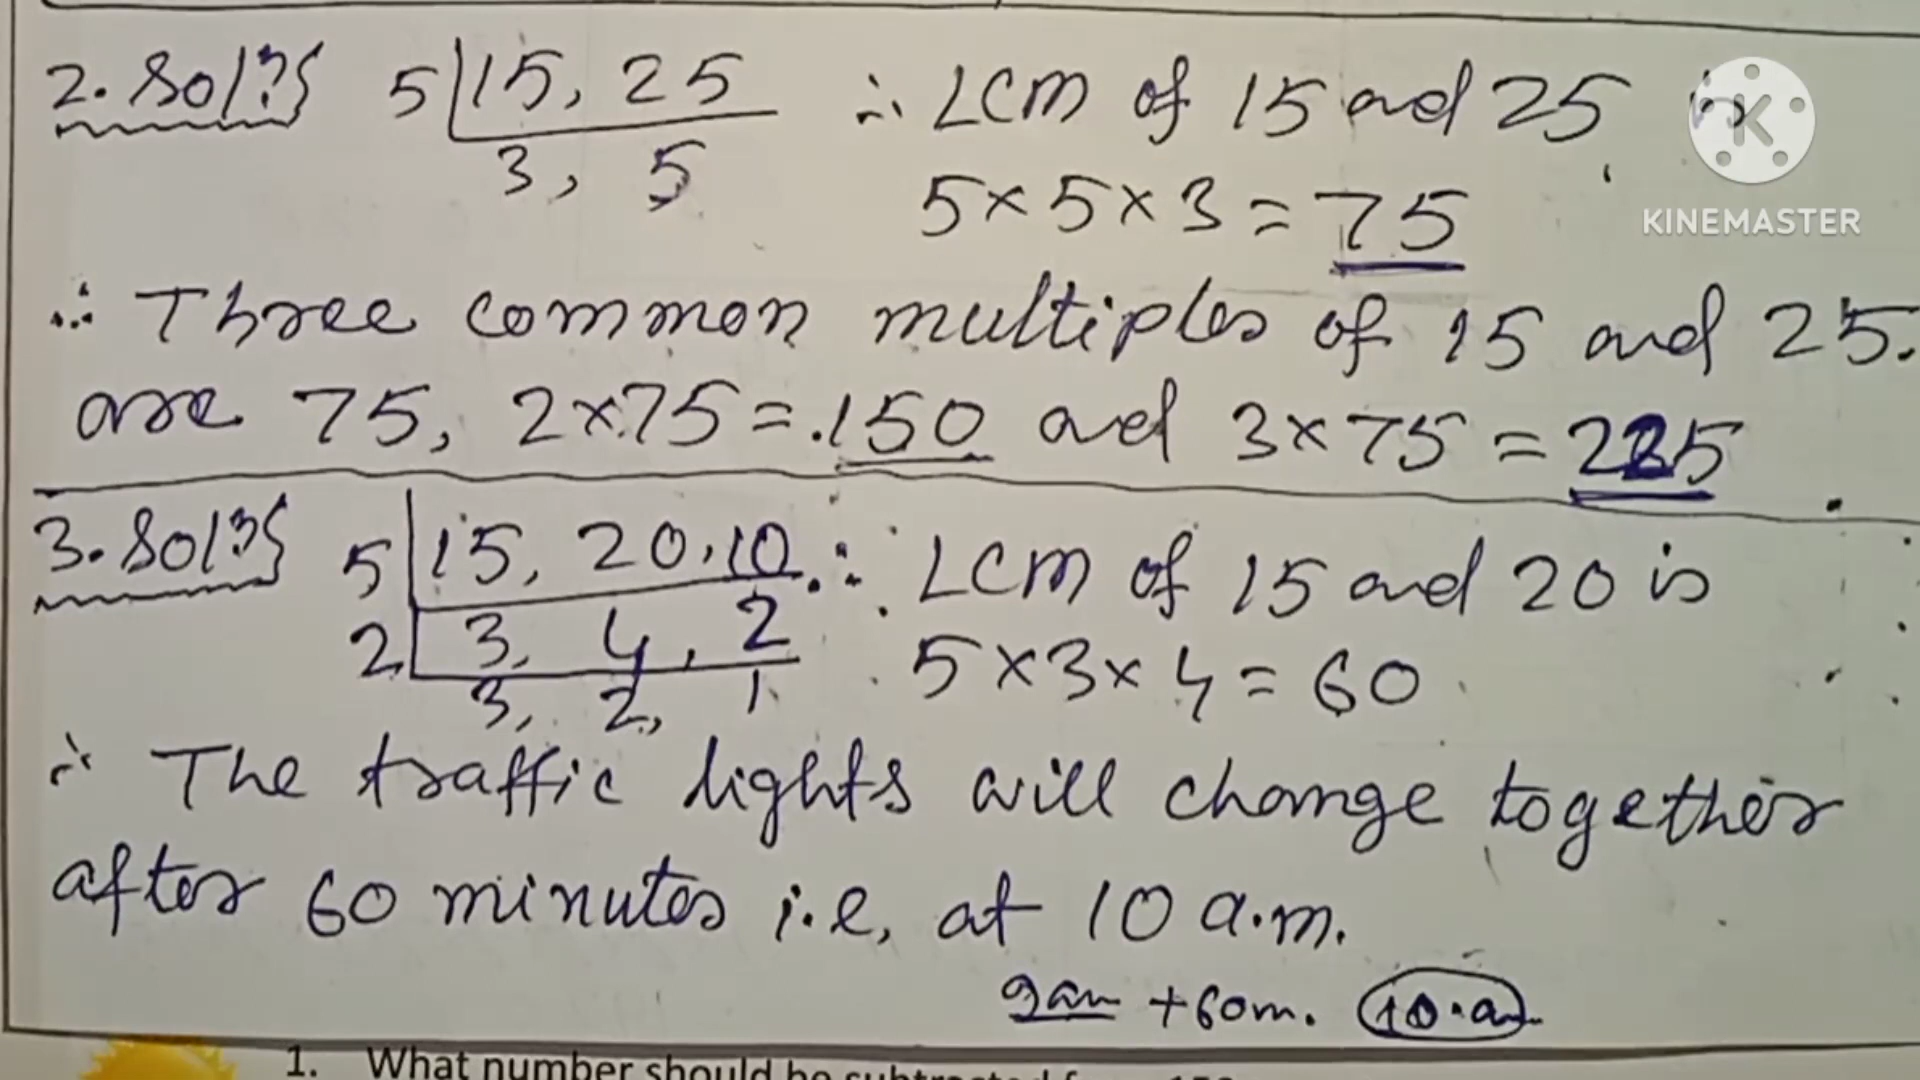 2. Sol?} 5 | 15, 25 ∴ LCM of 15 and 25 is
3, 5 5×5×3 = 75
KINEMASTER
∴ Three common multiples of 15 and 25.
are 75, 2×75 = 150 and 3×75 = 225
3. Sol?} 5 | 15, 20, 10 ∴ LCM of 15 and 20 is
2 | 3, 4, 2 5×3×4 = 60
3, 2, 1
∴ The traffic lights will change together
after 60 minutes i.e, at 10 a.m.
9 am + 60m. 10.a
1. What number should be subtracted